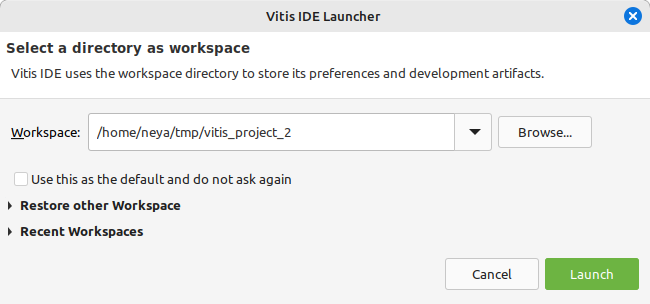 Vitis IDE Launcher
Select a directory as workspace
Vitis IDE uses the workspace directory to store its preferences and development artifacts.
Workspace: /home/neya/tmp/vitis_project_2 Browse...
Use this as the default and do not ask again
Restore other Workspace
Recent Workspaces
Cancel Launch